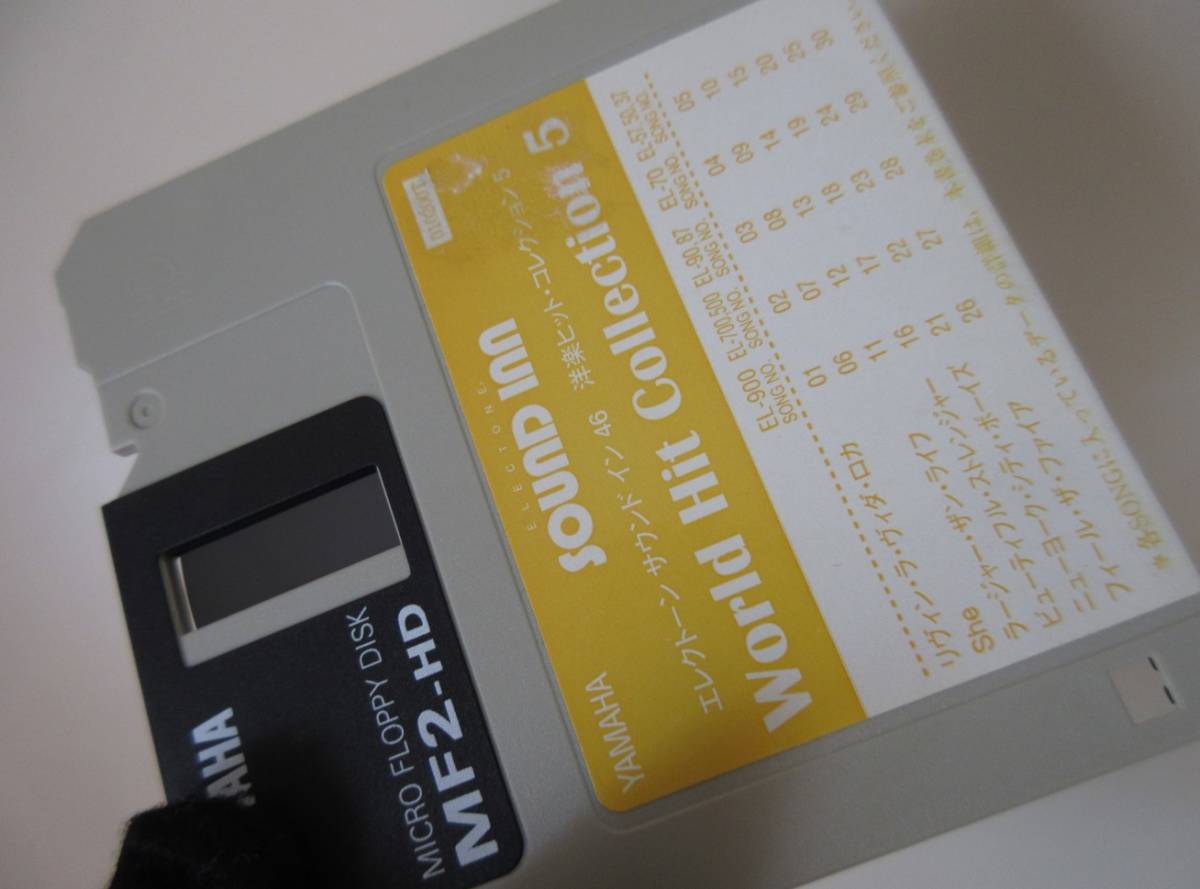 YAMAHA
ELECTONE
SOUND Inn
エレクトーン サウンド イン 46 洋楽ヒット・コレクション 5
World Hit Collection 5
EL-900 EL-700,500 EL-90,87 EL-70 EL-57,50,37
SONG NO. SONG NO. SONG NO. SONG NO. SONG NO.
リヴィン・ラ・ヴィダ・ロカ 01 02 03 04 05
She 06 07 08 09 10
ラージャー・ザン・ライフ 11 12 13 14 15
ビューティフル・ストレンジャー 16 17 18 19 20
ニューヨーク・シティ・ボーイズ 21 22 23 24 25
フィール・ザ・ファイア 26 27 28 29 30
＊各SONGに入っているデータの詳細は、 をご参照ください
AHA
MICRO FLOPPY DISK
MF2-HD